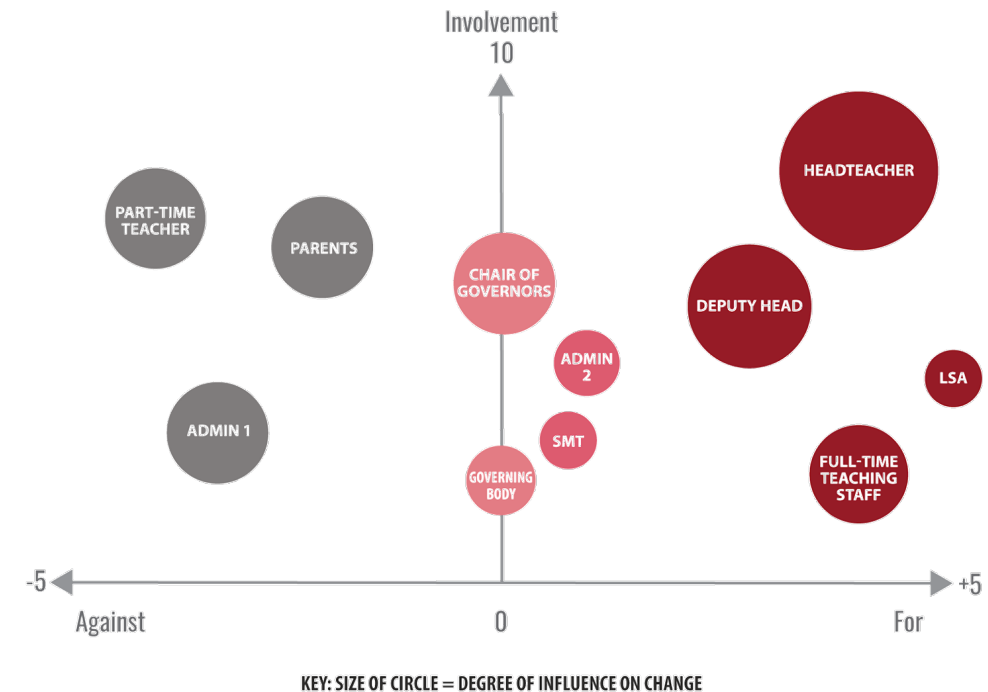 Involvement
10
HEADTEACHER
PART-TIME
TEACHER
PARENTS
CHAIR OF
GOVERNORS
DEPUTY HEAD
ADMIN
2
LSA
ADMIN 1
SMT
GOVERNING
BODY
FULL-TIME
TEACHING
STAFF
-5
+5
Against
0
For
KEY: SIZE OF CIRCLE = DEGREE OF INFLUENCE ON CHANGE